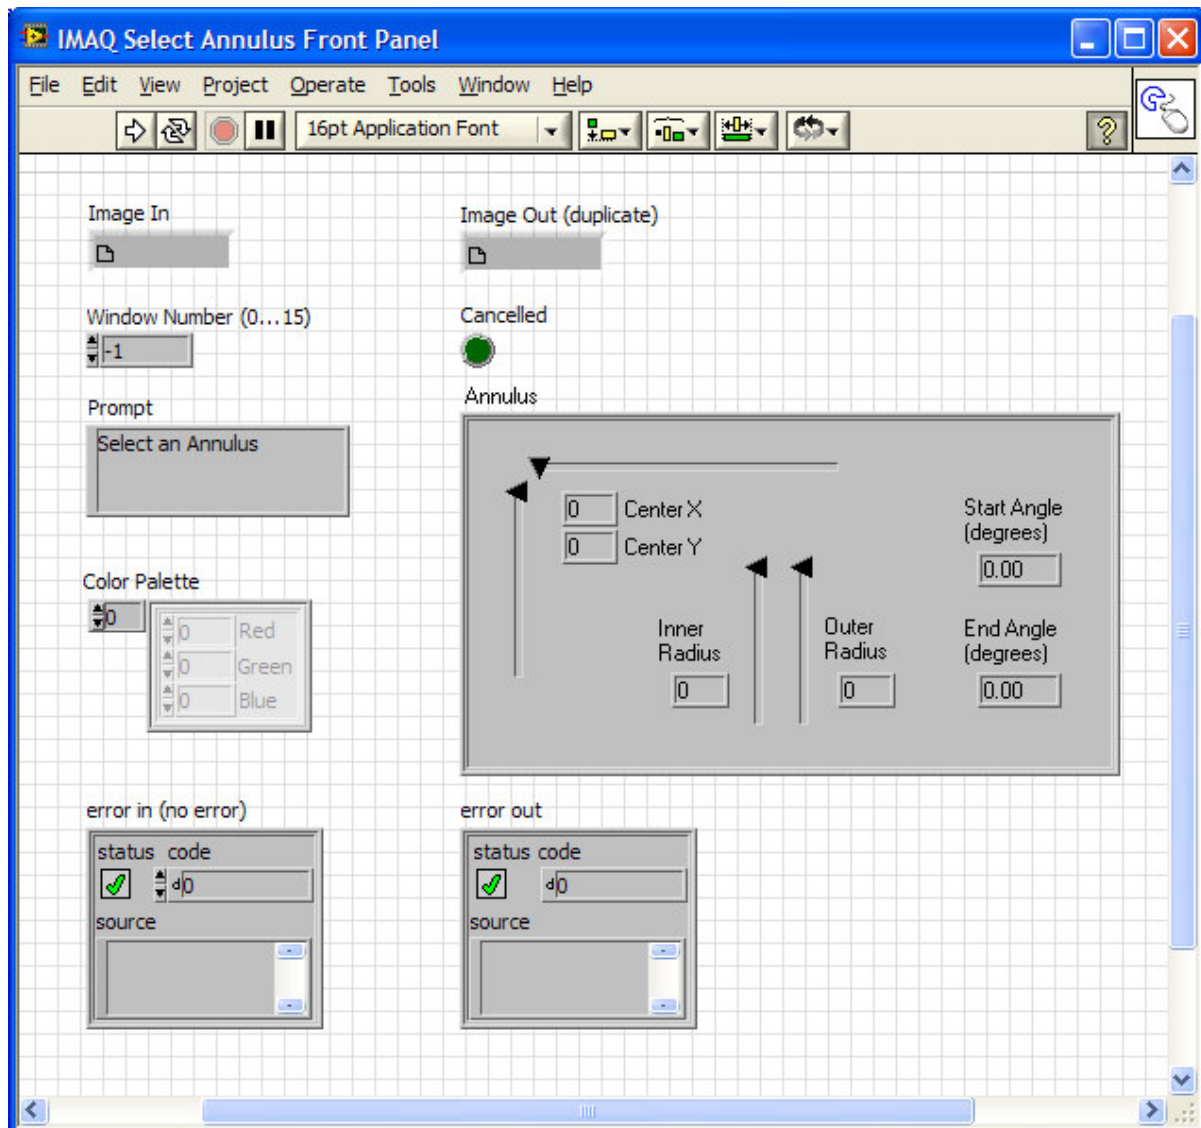 IMAQ Select Annulus Front Panel
File Edit View Project Operate Tools Window Help
16pt Application Font
?
Image In
Image Out (duplicate)
Window Number (0...15)
-1
Cancelled
Prompt
Select an Annulus
Annulus
0 Center X
0 Center Y
Start Angle
(degrees)
0.00
Inner
Radius
0
Outer
Radius
0
End Angle
(degrees)
0.00
Color Palette
0
0 Red
0 Green
0 Blue
error in (no error)
status code
d0
source
error out
status code
d0
source